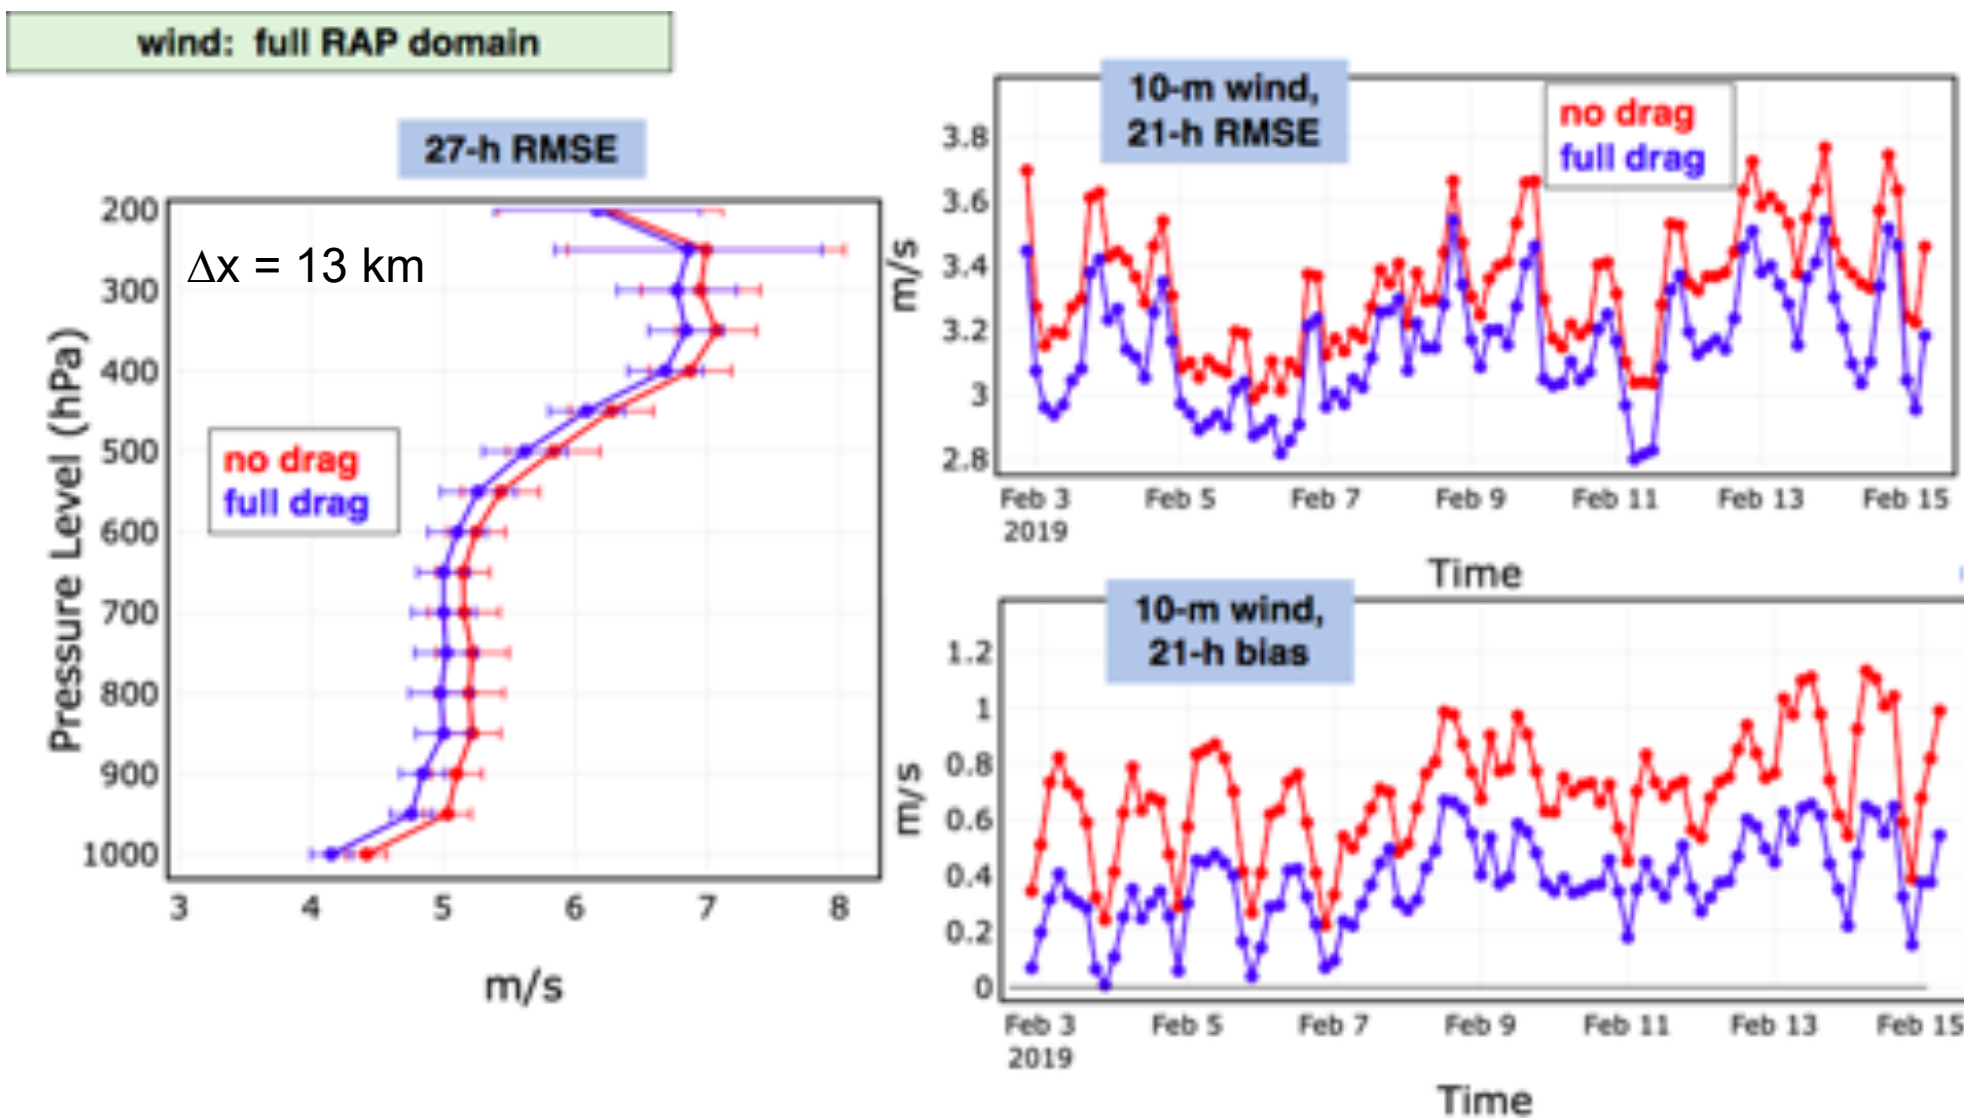 wind: full RAP domain
27-h RMSE
200
300
400
500
600
700
800
900
1000
Pressure Level (hPa)
Δx = 13 km
no drag
full drag
3 4 5 6 7 8
m/s
10-m wind,
21-h RMSE
no drag
full drag
3.8
3.6
3.4
3.2
3
2.8
m/s
Feb 3 Feb 5 Feb 7 Feb 9 Feb 11 Feb 13 Feb 15
2019
Time
10-m wind,
21-h bias
1.2
1
0.8
0.6
0.4
0.2
0
m/s
Feb 3 Feb 5 Feb 7 Feb 9 Feb 11 Feb 13 Feb 15
2019
Time